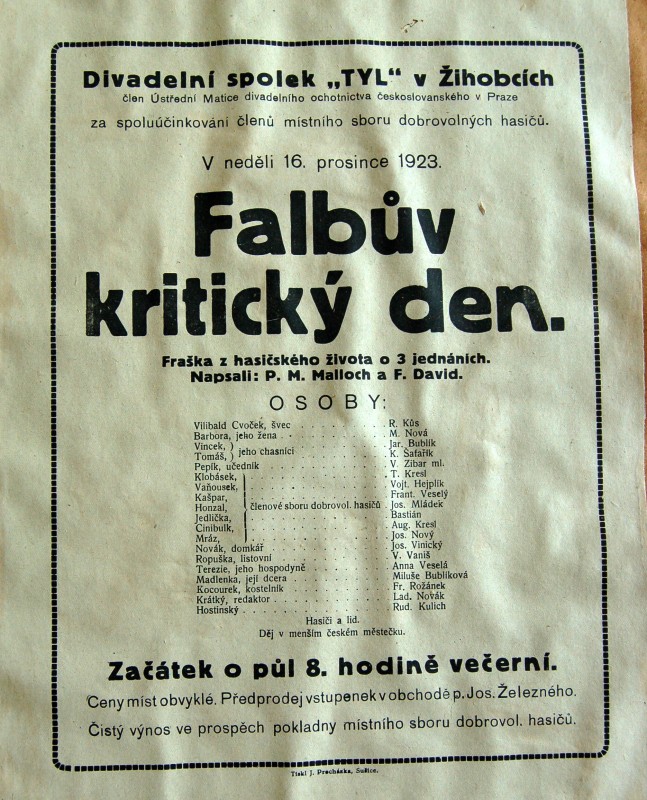 Divadelní spolek „TYL“ v Žihobcích
člen Ústřední Matice divadelního ochotnictva československého v Praze
za spoluúčinkování členů místního sboru dobrovolných hasičů.
V neděli 16. prosince 1923.
Falbův
kritický den.
Fraška z hasičského života o 3 jednáních.
Napsali: P. M. Malloch a F. David.
OSOBY:
Vilibald Cvoček, švec . . . . . . . . . . R. Kůs
Barbora, jeho žena . . . . . . . . . . . M. Nová
Vincek, ) jeho chasníci . . . . . . . . . . Jar. Bublík
Tomáš, ) K. Šafařík
Pepík, učedník . . . . . . . . . . . . . V. Zibar ml.
Klobásek, T. Kresl
Vaňousek, Vojt. Hejplík
Kašpar, Frant. Veselý
Honzal, členové sboru dobrovol. hasičů . Jos. Mládek
Jedlička, Bastián
Cinibulk, Aug. Kresl
Mráz, Jos. Nový
Novák, domkář . . . . . . . . . . . . . Jos. Vinický
Ropuška, listovní . . . . . . . . . . . . V. Vaniš
Terezie, jeho hospodyně . . . . . . . . . Anna Veselá
Madlenka, její dcera . . . . . . . . . . . Miluše Bublíková
Kocourek, kostelník . . . . . . . . . . . Fr. Rožánek
Krátký, redaktor . . . . . . . . . . . . Lad. Novák
Hostinský . . . . . . . . . . . . . . . Rud. Kulich
Hasiči a lid.
Děj v menším českém městečku.
Začátek o půl 8. hodině večerní.
Ceny míst obvyklé. Předprodej vstupenek v obchodě p. Jos. Železného.
Čistý výnos ve prospěch pokladny místního sboru dobrovol. hasičů.
Tiskl J. Procházka, Sušice.